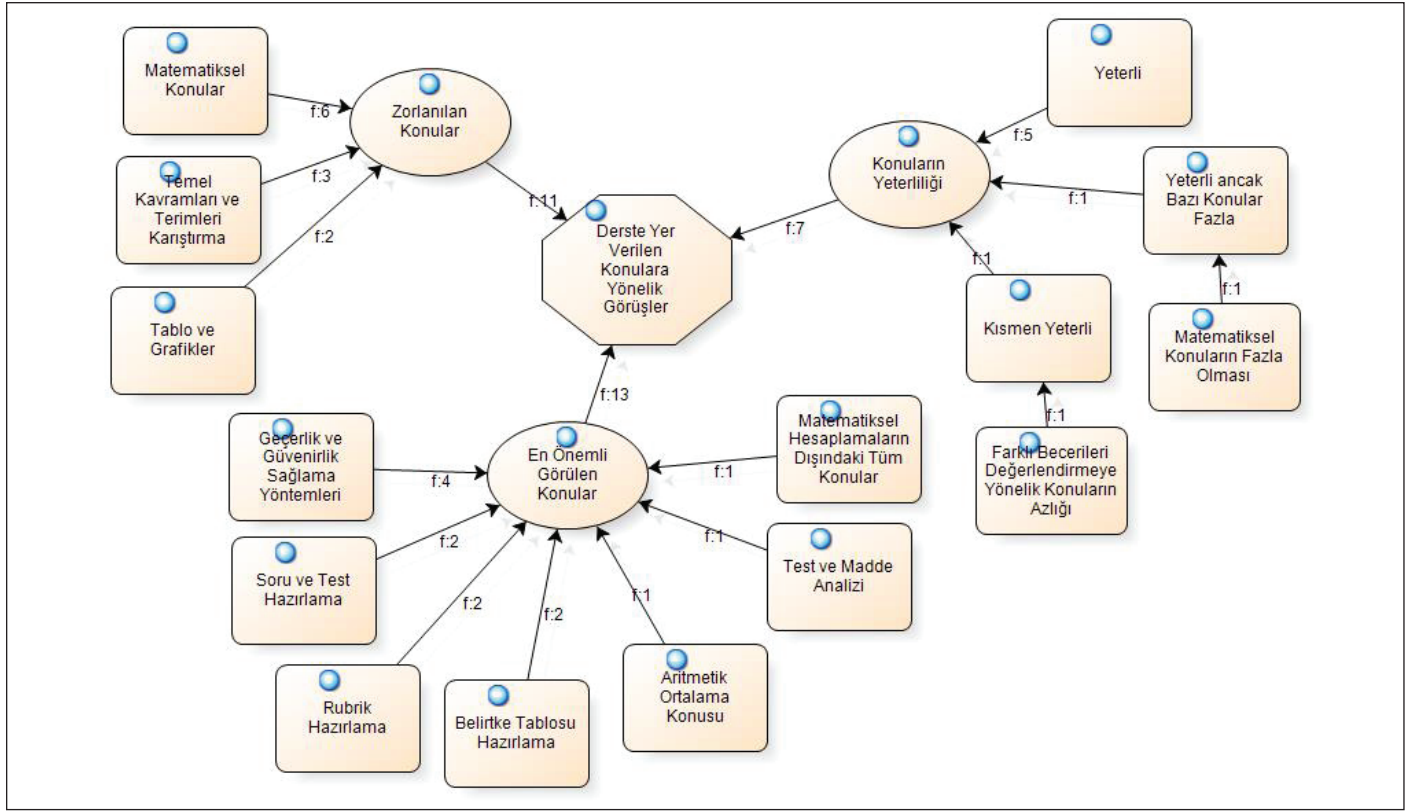 Matematiksel
Konular
f:6
Temel
Kavramları ve
Terimleri
Karıştırma
f:3
Tablo ve
Grafikler
f:2
Zorlanılan
Konular
f:11
Derste Yer
Verilen
Konulara
Yönelik
Görüşler
f:7
Konuların
Yeterliliği
f:5
Yeterli
f:1
Yeterli ancak
Bazı Konular
Fazla
f:1
Matematiksel
Konuların Fazla
Olması
f:1
Kısmen Yeterli
f:1
Farklı Becerileri
Değerlendirmeye
Yönelik Konuların
Azlığı
f:13
En Önemli
Görülen
Konular
Geçerlik ve
Güvenirlik
Sağlama
Yöntemleri
f:4
Soru ve Test
Hazırlama
f:2
Rubrik
Hazırlama
f:2
Belirtke Tablosu
Hazırlama
f:2
Aritmetik
Ortalama
Konusu
f:1
Test ve Madde
Analizi
f:1
Matematiksel
Hesaplamaların
Dışındaki Tüm
Konular
f:1